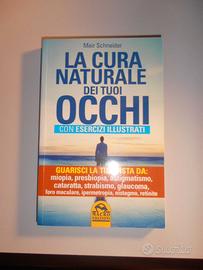 Meir Schneider
LA CURA
NATURALE
DEI TUOI
OCCHI
CON ESERCIZI ILLUSTRATI
GUARISCI LA TUA VISTA DA:
miopia, presbiopia, astigmatismo,
cataratta, strabismo, glaucoma,
foro maculare, ipermetropia, nistagmo, retinite
MACRO
EDIZIONI
subito